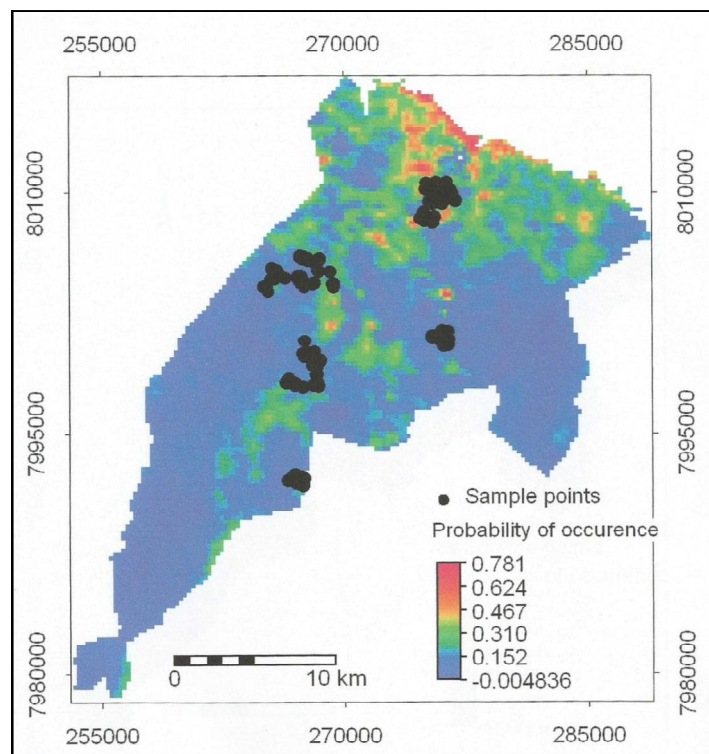 255000 270000 285000
8010000 8010000
7995000 7995000
Sample points
Probability of occurence
0.781
0.624
0.467
0.310
0.152
-0.004836
7980000 7980000
0 10 km
255000 270000 285000